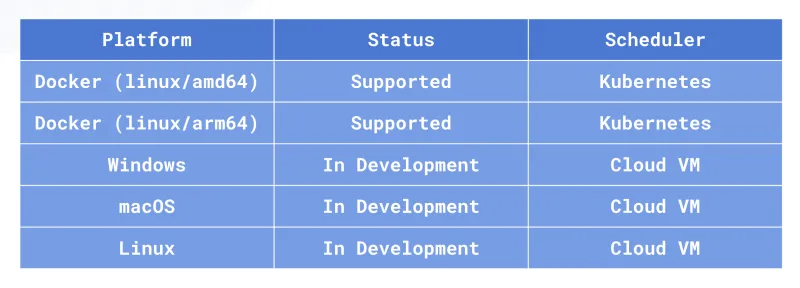 Platform Status Scheduler
Docker (linux/amd64) Supported Kubernetes
Docker (linux/arm64) Supported Kubernetes
Windows In Development Cloud VM
macOS In Development Cloud VM
Linux In Development Cloud VM